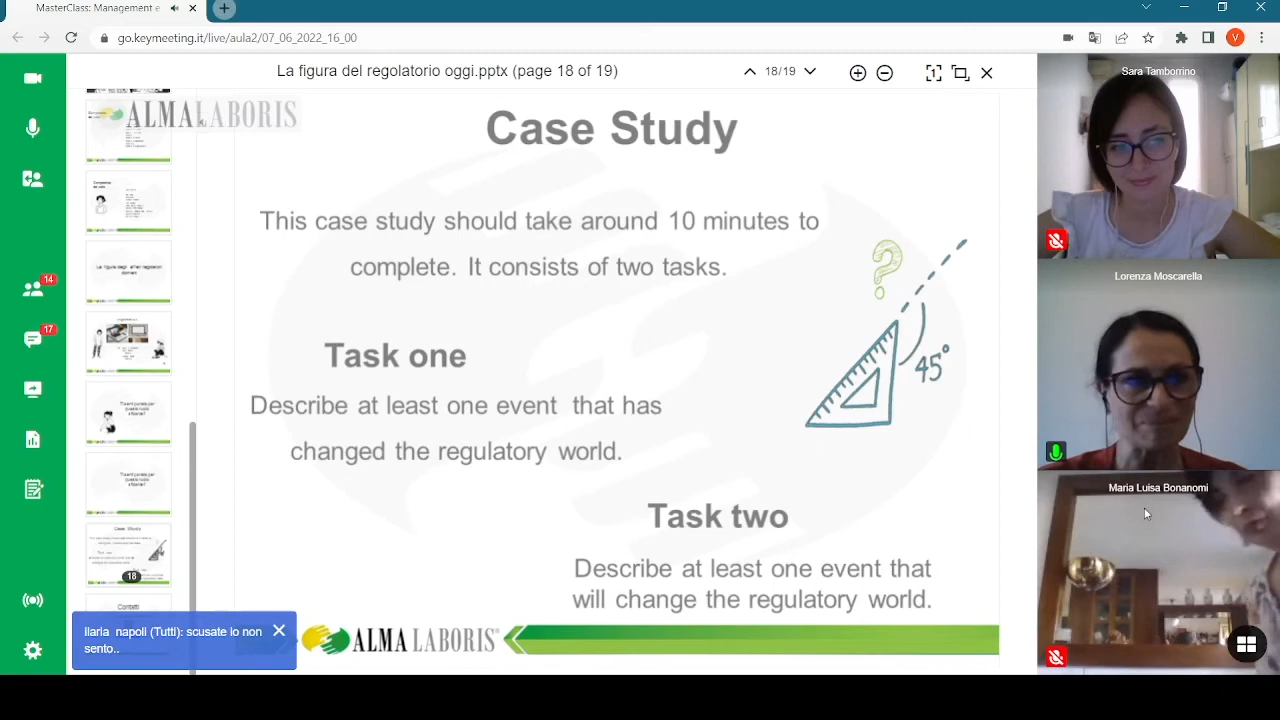 MasterClass: Management e
go.keymeeting.it/live/aula2/07_06_2022_16_00
V
La figura del regolatorio oggi.pptx (page 18 of 19)
18/19
1
ALMALABORIS
Case Study
This case study should take around 10 minutes to
complete. It consists of two tasks.
?
45°
Task one
Describe at least one event that has
changed the regulatory world.
Task two
Describe at least one event that
will change the regulatory world.
ALMA LABORIS®
14
17
Case Study
18
Contatti
Ilaria napoli (Tutti): scusate Io non
sento..
Sara Tamborrino
Lorenza Moscarella
Maria Luisa Bonanomi